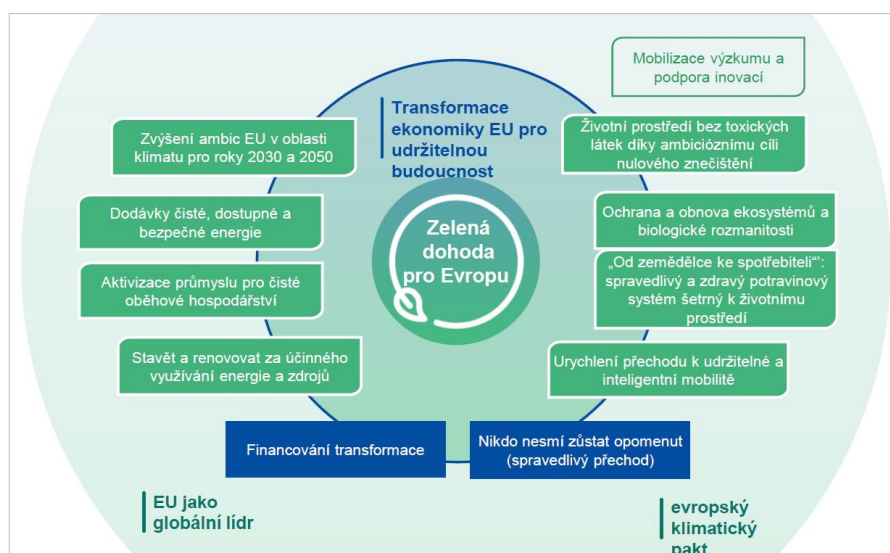 Mobilizace výzkumu a
podpora inovací
Transformace
ekonomiky EU pro
udržitelnou
budoucnost
Zvýšení ambic EU v oblasti
klimatu pro roky 2030 a 2050
Životní prostředí bez toxických
látek díky ambicióznímu cíli
nulového znečištění
Dodávky čisté, dostupné a
bezpečné energie
Zelená
dohoda
pro Evropu
Ochrana a obnova ekosystémů a
biologické rozmanitosti
Aktivizace průmyslu pro čisté
oběhové hospodářství
„Od zemědělce ke spotřebiteli“':
spravedlivý a zdravý potravinový
systém šetrný k životnímu
prostředí
Stavět a renovovat za účinného
využívání energie a zdrojů
Urychlení přechodu k udržitelné a
inteligentní mobilitě
Financování transformace
Nikdo nesmí zůstat opomenut
(spravedlivý přechod)
EU jako
globální lídr
evropský
klimatický
pakt